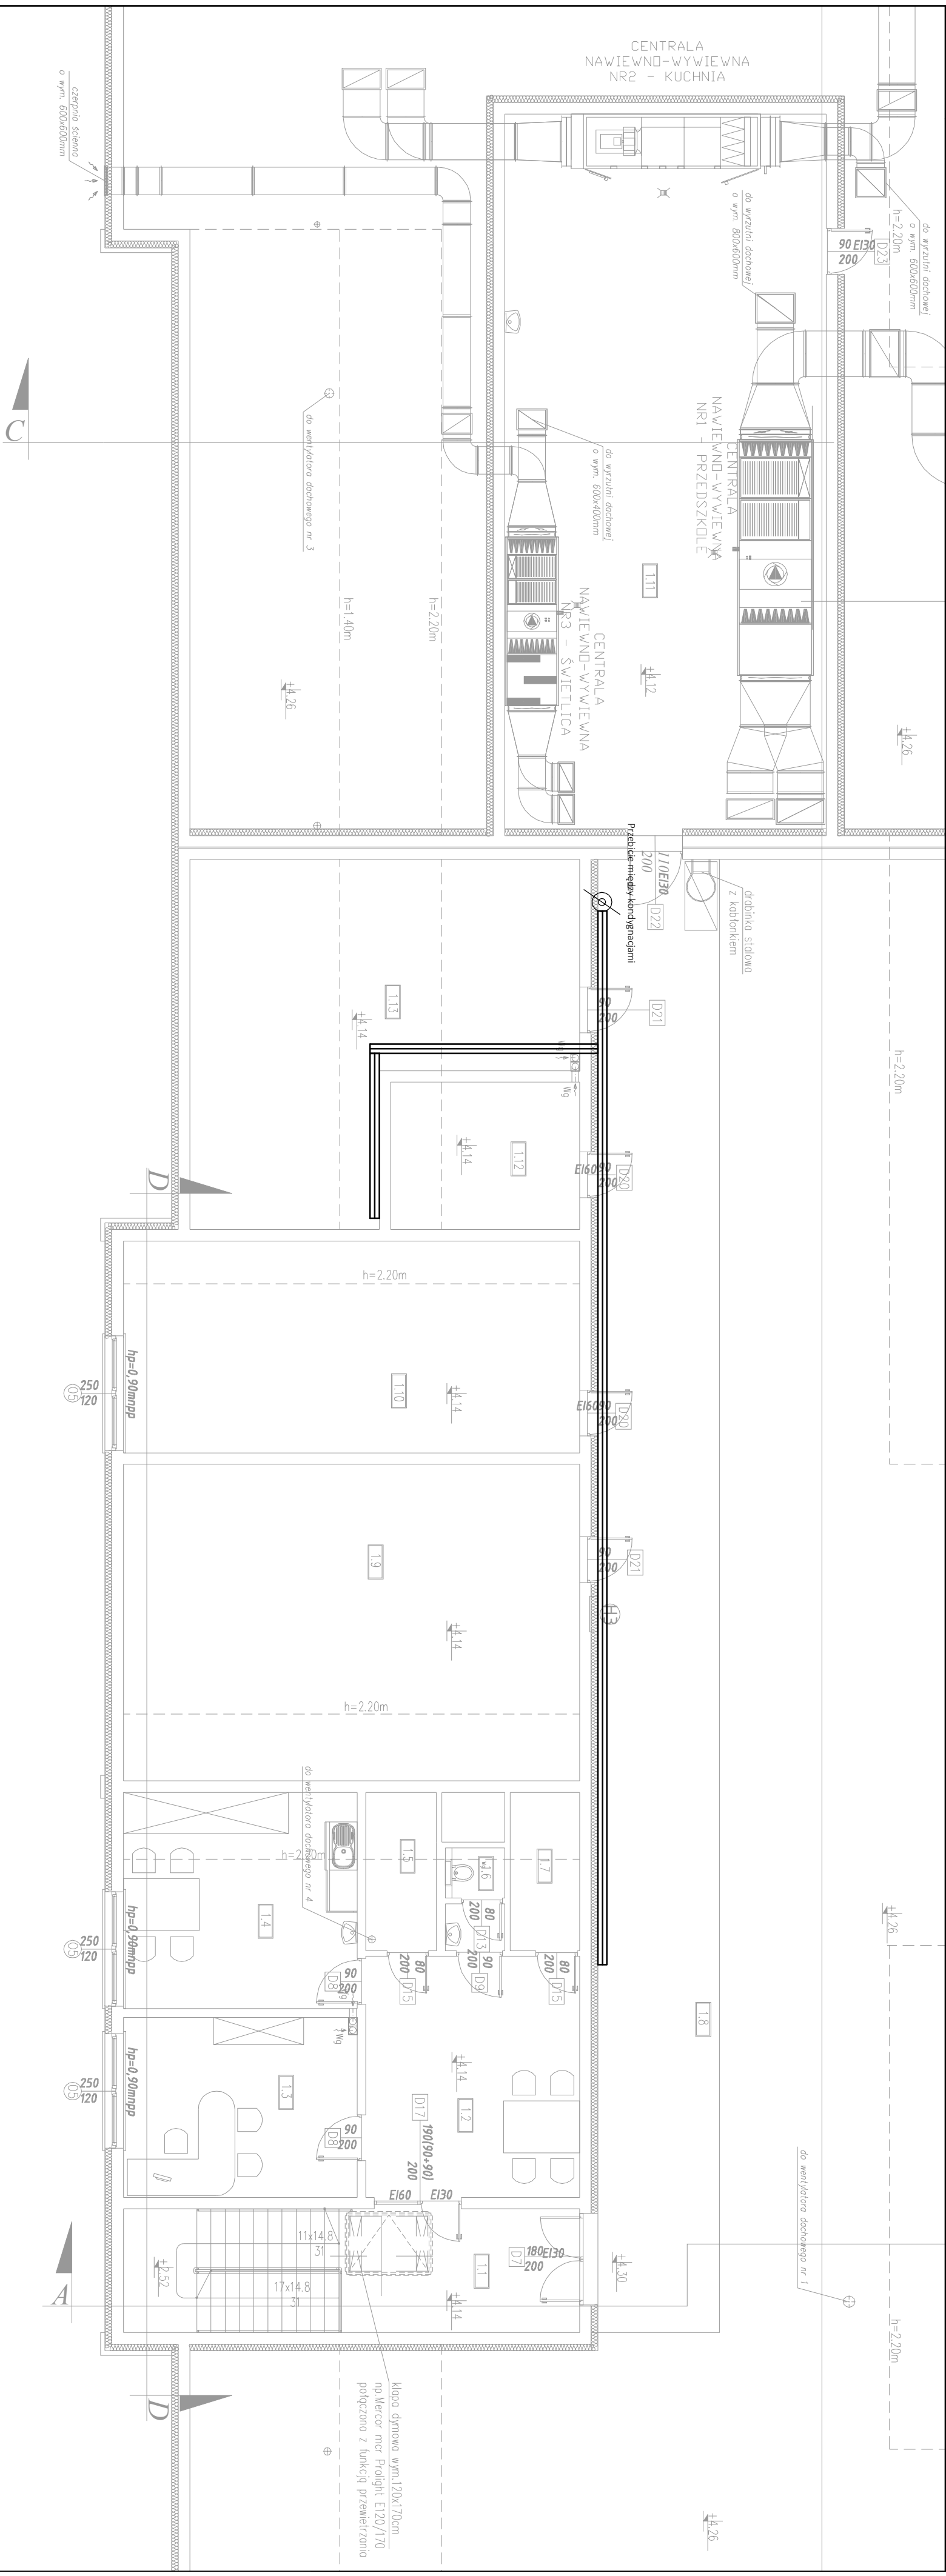 CENTRALA
NAWIEWNO-WYWIEWNA
NR2 - KUCHNIA
czerpnia ścienna
o wym. 600x600mm
do wyrzutni dachowej
o wym. 600x600mm
h=2.20m
90 EI30
200
D23
do wyrzutni dachowej
o wym. 800x600mm
C
do wentylatora dachowego nr 3
do wyrzutni dachowej
o wym. 600x400mm
CENTRALA
NAWIEWNO-WYWIEWNA
NR1 - PRZEDSZKOLE
1.11
h=1.40m
h=2.20m
CENTRALA
NAWIEWNO-WYWIEWNA
NR3 - ŚWIETLICA
+4.12
+4.26
+4.26
Przebicie między kondygnacjami
110EI30
200
D22
drabinka stalowa
z kabłonkiem
1.13
+4.14
90
200
D21
h=2.20m
Wg
Wg
1.12
+4.14
EI60 90
200
D20
D
h=2.20m
hp=0,90mnpp
250
120
O5
1.10
+4.14
EI60 90
200
D20
1.9
+4.14
90
200
D21
H3
h=2.20m
do wentylatora dachowego nr 4
h=2.20m
1.5
1.6
1.7
1.4
hp=0,90mnpp
250
120
O5
80
200
D13
90
200
D8
80
200
D15
90
200
D9
80
200
D15
+4.26
1.8
Wg
Wg
1.3
hp=0,90mnpp
250
120
O5
90
200
D8
+4.14
1.2
D17
190(90+90)
200
EI60 EI30
do wentylatora dachowego nr 1
11x14.8
31
17x14.8
31
+2.52
1.1
+4.14
180EI30
200
D7
+4.30
A
h=2.20m
D
klapa dymowa wym.120x170cm
np.Mercor mcr Prolight E120/170
połączona z funkcją przewietrzania
+4.26